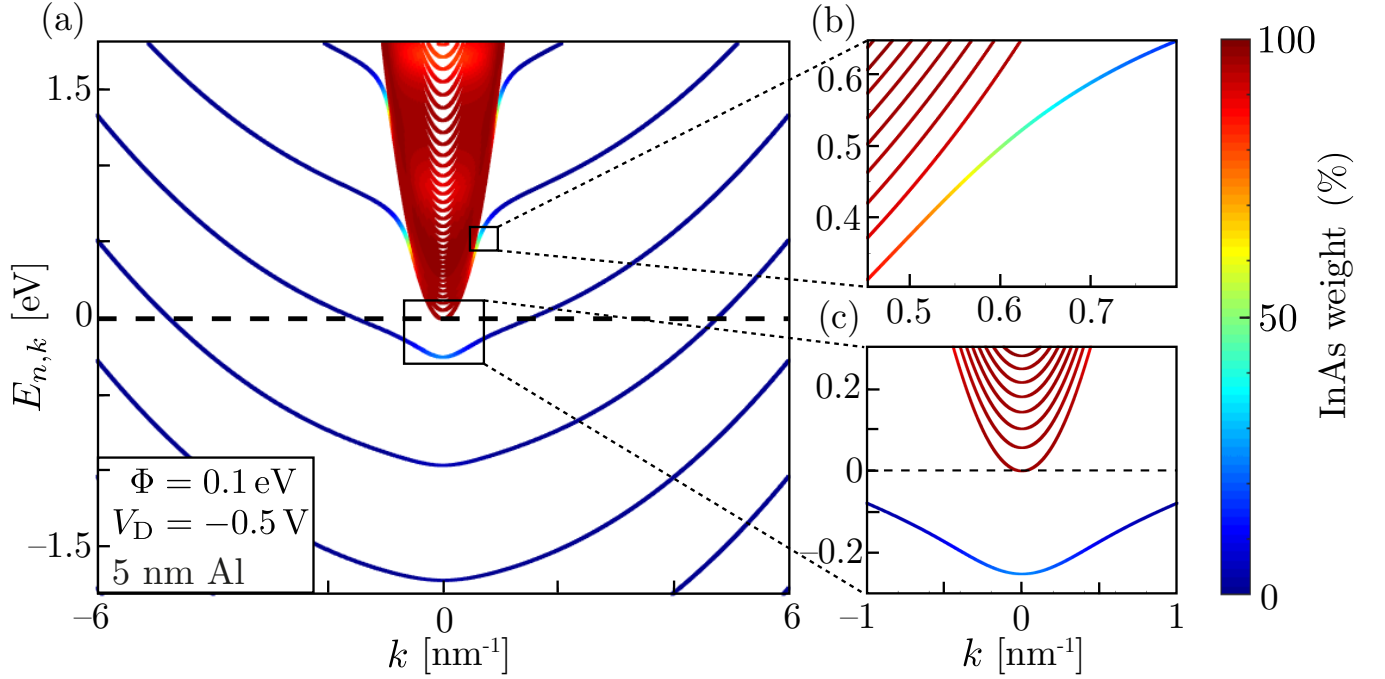 (a)
1.5
0
–1.5
E_{n,k} [eV]
Φ = 0.1 eV
V_D = −0.5 V
5 nm Al
–6
0
6
k [nm⁻¹]
(b)
0.6
0.5
0.4
0.5
0.6
0.7
(c)
0.2
0
–0.2
–1
0
1
k [nm⁻¹]
100
50
0
InAs weight (%)